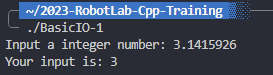 ~/2023-RobotLab-Cpp-Training
./BasicIO-1
Input a integer number: 3.1415926
Your input is: 3